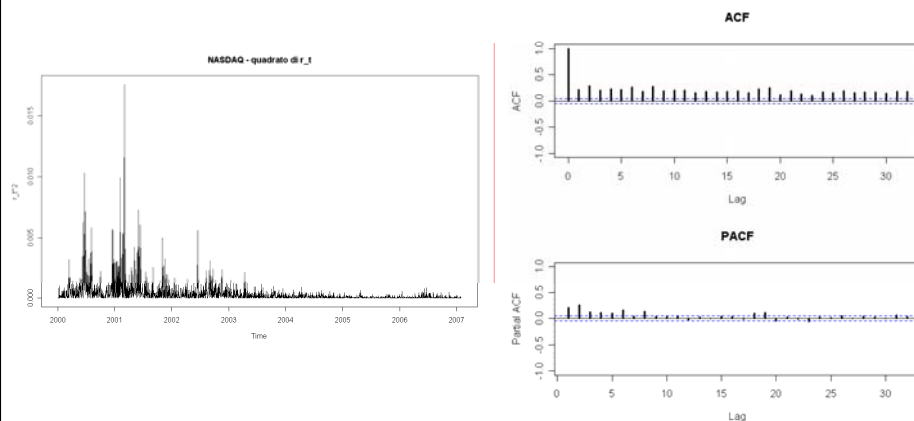 NASDAQ - quadrato di r_t
r_t^2
0.000
0.005
0.010
0.015
2000 2001 2002 2003 2004 2005 2006 2007
Time
ACF
ACF
1.0
0.5
0.0
-0.5
-1.0
0 5 10 15 20 25 30
Lag
PACF
Partial ACF
1.0
0.5
0.0
-0.5
-1.0
0 5 10 15 20 25 30
Lag